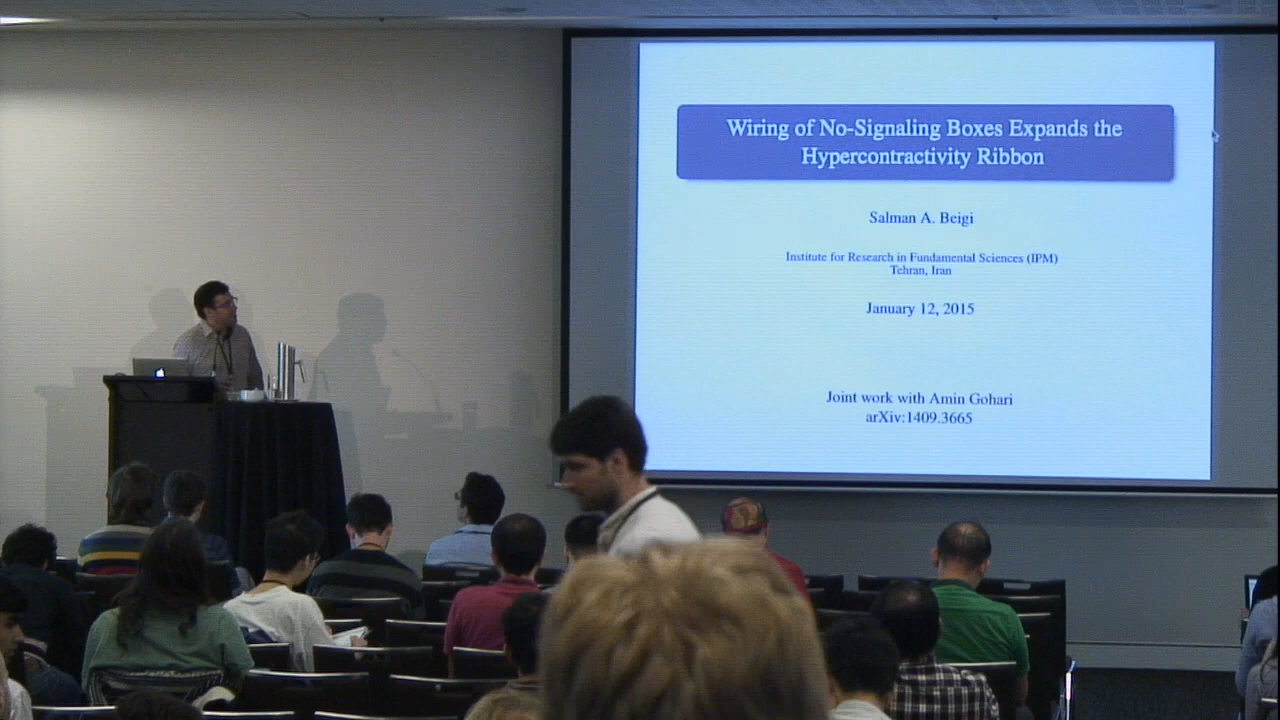 Wiring of No-Signaling Boxes Expands the
Hypercontractivity Ribbon
Salman A. Beigi
Institute for Research in Fundamental Sciences (IPM)
Tehran, Iran
January 12, 2015
Joint work with Amin Gohari
arXiv:1409.3665